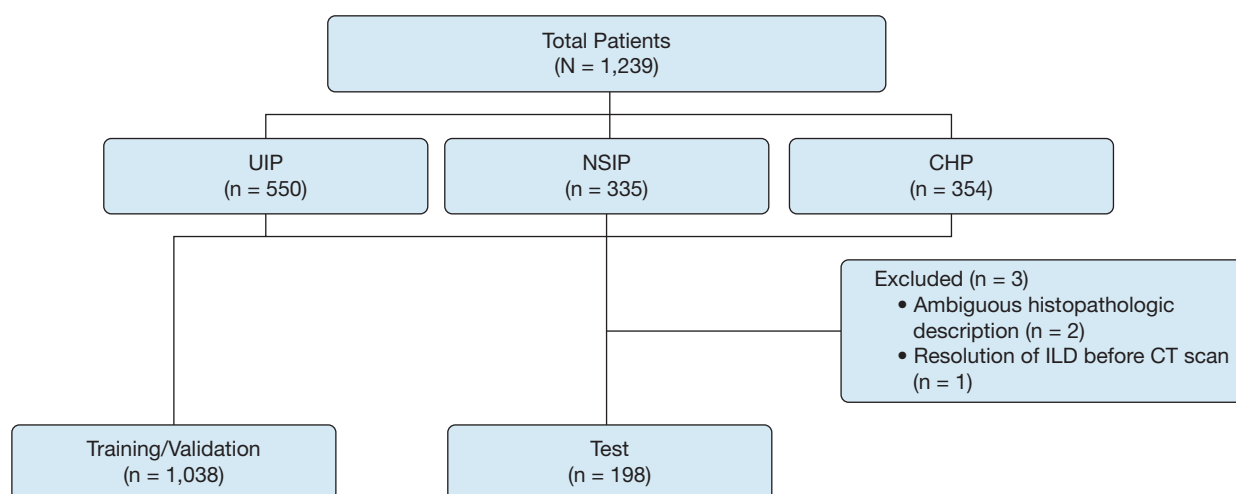 Total Patients
(N = 1,239)
UIP
(n = 550)
NSIP
(n = 335)
CHP
(n = 354)
Excluded (n = 3)
• Ambiguous histopathologic
description (n = 2)
• Resolution of ILD before CT scan
(n = 1)
Training/Validation
(n = 1,038)
Test
(n = 198)